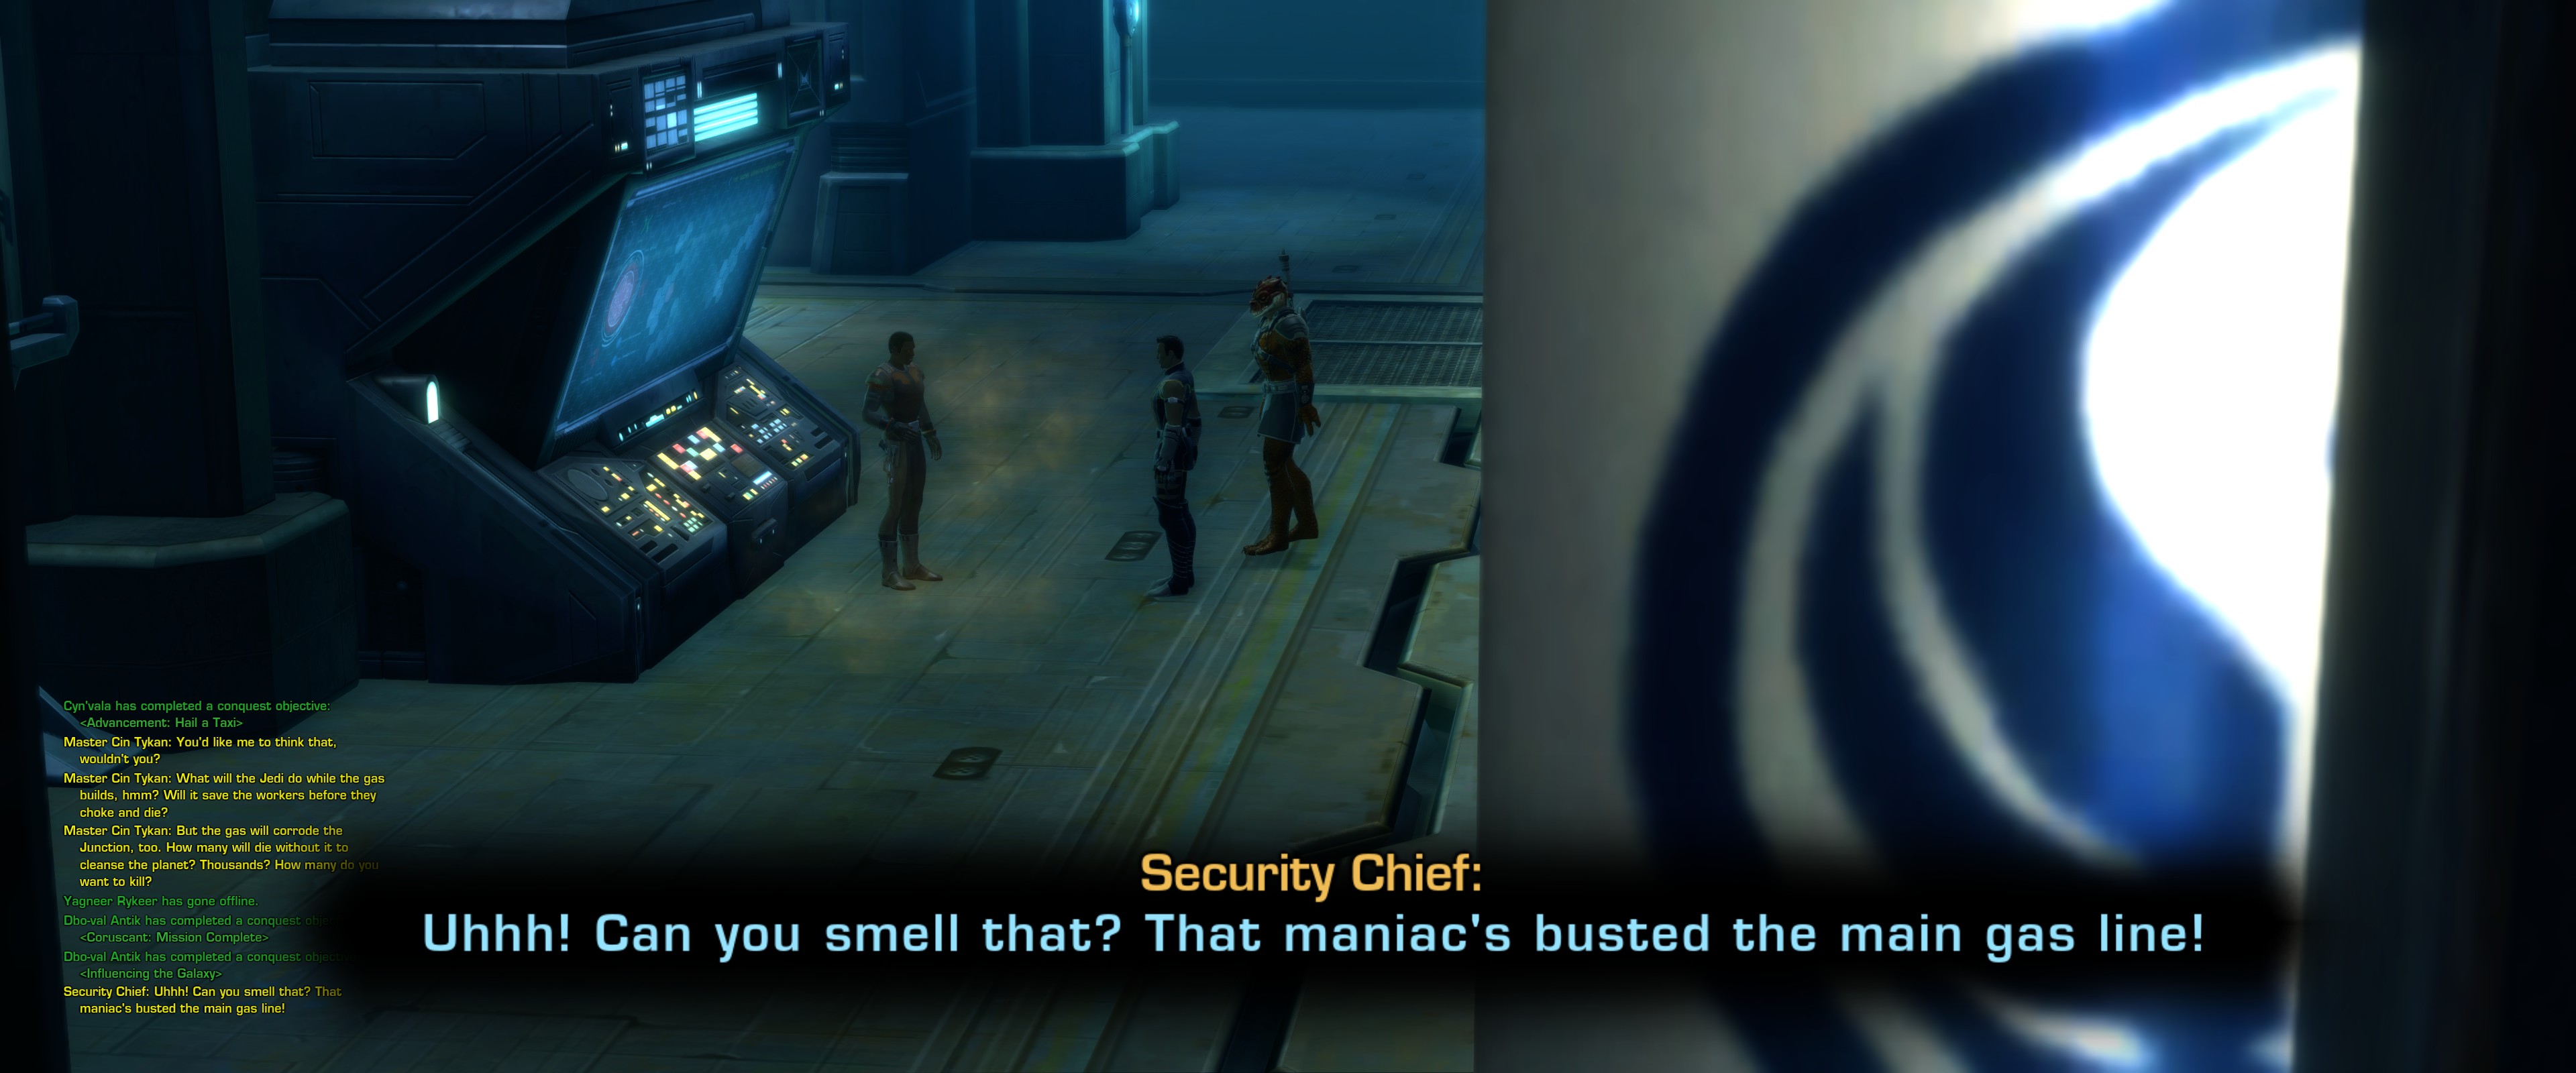 Cyn'vala has completed a conquest objective:
<Advancement: Hail a Taxi>
Master Cin Tykan: You'd like me to think that,
wouldn't you?
Master Cin Tykan: What will the Jedi do while the gas
builds, hmm? Will it save the workers before they
choke and die?
Master Cin Tykan: But the gas will corrode the
Junction, too. How many will die without it to
cleanse the planet? Thousands? How many do you
want to kill?
Yagneer Rykeer has gone offline.
Dbo-val Antik has completed a conquest
<Coruscant: Mission Complete>
Dbo-val Antik has completed a conquest
<Influencing the Galaxy>
Security Chief: Uhhh! Can you smell that? That
maniac's busted the main gas line!
Security Chief:
Uhhh! Can you smell that? That maniac's busted the main gas line!